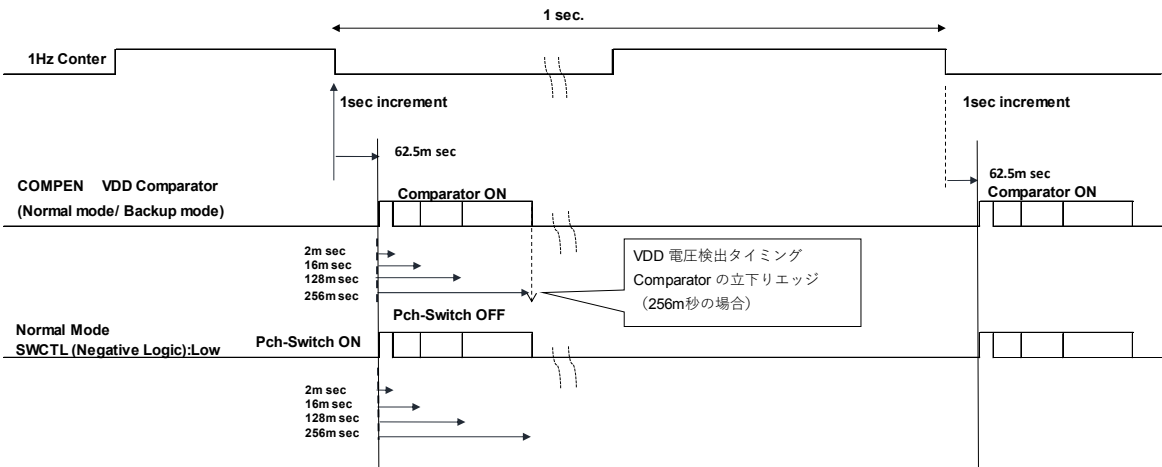 1 sec.
1Hz Conter
1sec increment
1sec increment
62.5m sec
62.5m sec
COMPEN VDD Comparator
(Normal mode/ Backup mode)
Comparator ON
Comparator ON
2m sec
16m sec
128m sec
256m sec
VDD 電圧検出タイミング
Comparator の立下りエッジ
（256m秒の場合）
Pch-Switch OFF
Normal Mode
SWCTL (Negative Logic):Low
Pch-Switch ON
2m sec
16m sec
128m sec
256m sec